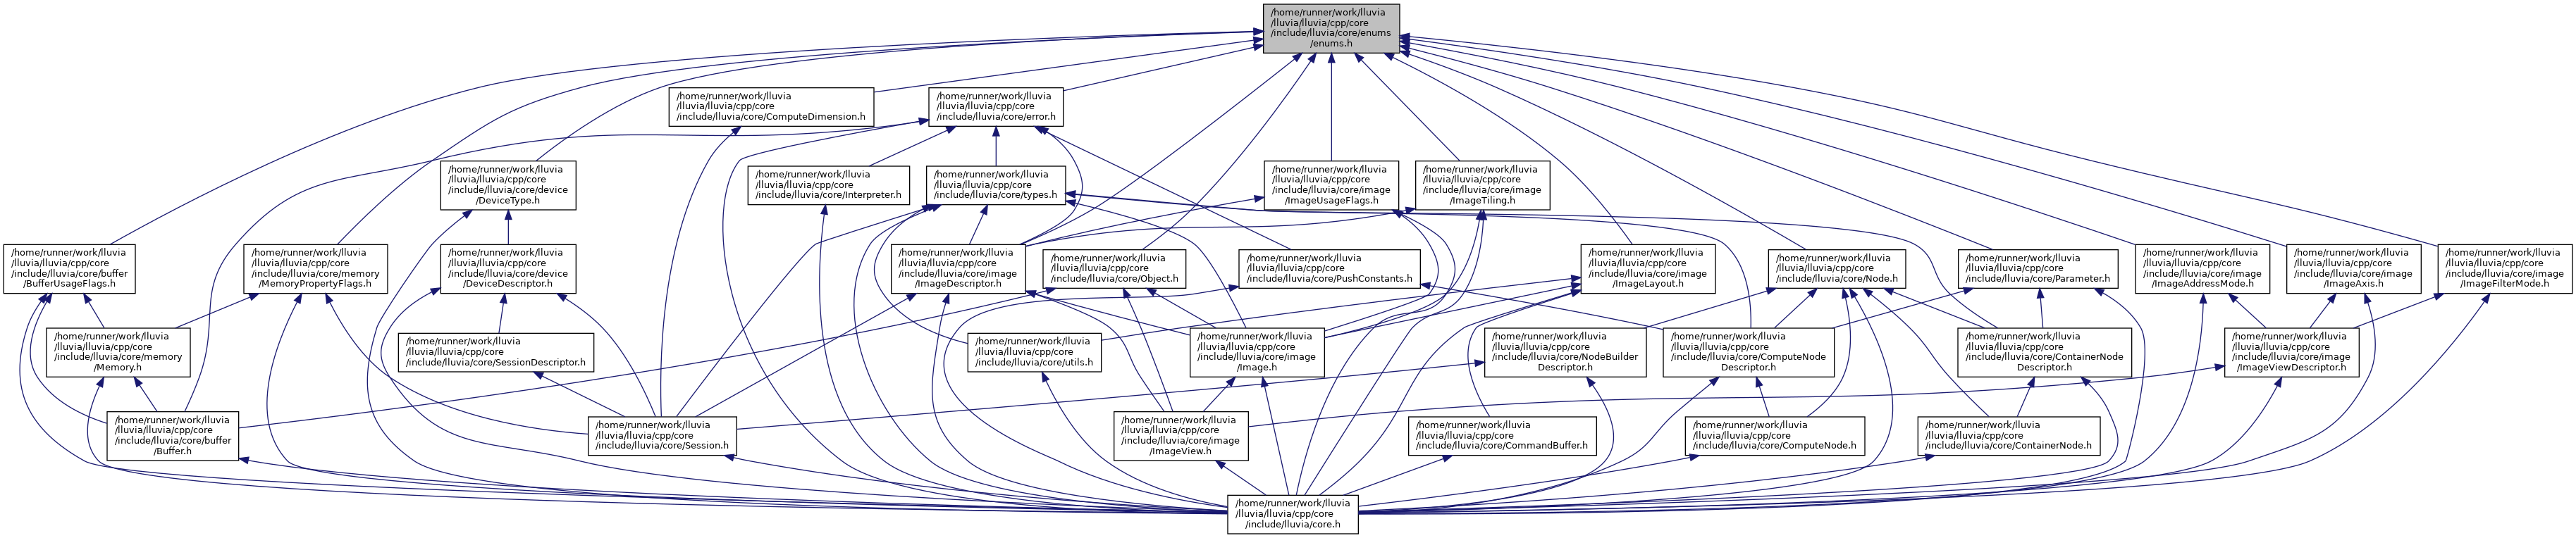 /home/runner/work/lluvia
/lluvia/lluvia/cpp/core
/include/lluvia/core/enums
/enums.h
/home/runner/work/lluvia
/lluvia/lluvia/cpp/core
/include/lluvia/core/ComputeDimension.h
/home/runner/work/lluvia
/lluvia/lluvia/cpp/core
/include/lluvia/core/error.h
/home/runner/work/lluvia
/lluvia/lluvia/cpp/core
/include/lluvia/core/device
/DeviceType.h
/home/runner/work/lluvia
/lluvia/lluvia/cpp/core
/include/lluvia/core/Interpreter.h
/home/runner/work/lluvia
/lluvia/lluvia/cpp/core
/include/lluvia/core/types.h
/home/runner/work/lluvia
/lluvia/lluvia/cpp/core
/include/lluvia/core/image
/ImageUsageFlags.h
/home/runner/work/lluvia
/lluvia/lluvia/cpp/core
/include/lluvia/core/image
/ImageTiling.h
/home/runner/work/lluvia
/lluvia/lluvia/cpp/core
/include/lluvia/core/buffer
/BufferUsageFlags.h
/home/runner/work/lluvia
/lluvia/lluvia/cpp/core
/include/lluvia/core/memory
/MemoryPropertyFlags.h
/home/runner/work/lluvia
/lluvia/lluvia/cpp/core
/include/lluvia/core/device
/DeviceDescriptor.h
/home/runner/work/lluvia
/lluvia/lluvia/cpp/core
/include/lluvia/core/image
/ImageDescriptor.h
/home/runner/work/lluvia
/lluvia/lluvia/cpp/core
/include/lluvia/core/Object.h
/home/runner/work/lluvia
/lluvia/lluvia/cpp/core
/include/lluvia/core/PushConstants.h
/home/runner/work/lluvia
/lluvia/lluvia/cpp/core
/include/lluvia/core/image
/ImageLayout.h
/home/runner/work/lluvia
/lluvia/lluvia/cpp/core
/include/lluvia/core/Node.h
/home/runner/work/lluvia
/lluvia/lluvia/cpp/core
/include/lluvia/core/Parameter.h
/home/runner/work/lluvia
/lluvia/lluvia/cpp/core
/include/lluvia/core/image
/ImageAddressMode.h
/home/runner/work/lluvia
/lluvia/lluvia/cpp/core
/include/lluvia/core/image
/ImageAxis.h
/home/runner/work/lluvia
/lluvia/lluvia/cpp/core
/include/lluvia/core/image
/ImageFilterMode.h
/home/runner/work/lluvia
/lluvia/lluvia/cpp/core
/include/lluvia/core/memory
/Memory.h
/home/runner/work/lluvia
/lluvia/lluvia/cpp/core
/include/lluvia/core/SessionDescriptor.h
/home/runner/work/lluvia
/lluvia/lluvia/cpp/core
/include/lluvia/core/utils.h
/home/runner/work/lluvia
/lluvia/lluvia/cpp/core
/include/lluvia/core/image
/Image.h
/home/runner/work/lluvia
/lluvia/lluvia/cpp/core
/include/lluvia/core/NodeBuilder
Descriptor.h
/home/runner/work/lluvia
/lluvia/lluvia/cpp/core
/include/lluvia/core/ComputeNode
Descriptor.h
/home/runner/work/lluvia
/lluvia/lluvia/cpp/core
/include/lluvia/core/ContainerNode
Descriptor.h
/home/runner/work/lluvia
/lluvia/lluvia/cpp/core
/include/lluvia/core/image
/ImageViewDescriptor.h
/home/runner/work/lluvia
/lluvia/lluvia/cpp/core
/include/lluvia/core/buffer
/Buffer.h
/home/runner/work/lluvia
/lluvia/lluvia/cpp/core
/include/lluvia/core/Session.h
/home/runner/work/lluvia
/lluvia/lluvia/cpp/core
/include/lluvia/core/image
/ImageView.h
/home/runner/work/lluvia
/lluvia/lluvia/cpp/core
/include/lluvia/core/CommandBuffer.h
/home/runner/work/lluvia
/lluvia/lluvia/cpp/core
/include/lluvia/core/ComputeNode.h
/home/runner/work/lluvia
/lluvia/lluvia/cpp/core
/include/lluvia/core/ContainerNode.h
/home/runner/work/lluvia
/lluvia/lluvia/cpp/core
/include/lluvia/core.h